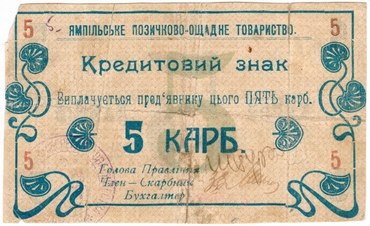 5 5
ЯМПІЛЬСЬКЕ ПОЗИЧКОВО-ОЩАДНЕ ТОВАРИСТВО.
Кредитовий знак
Виплачується пред'явнику цього ПЯТЬ карб.
5 КАРБ.
5 5
Голова Правління
Член-Скарбник
Бухгалтер